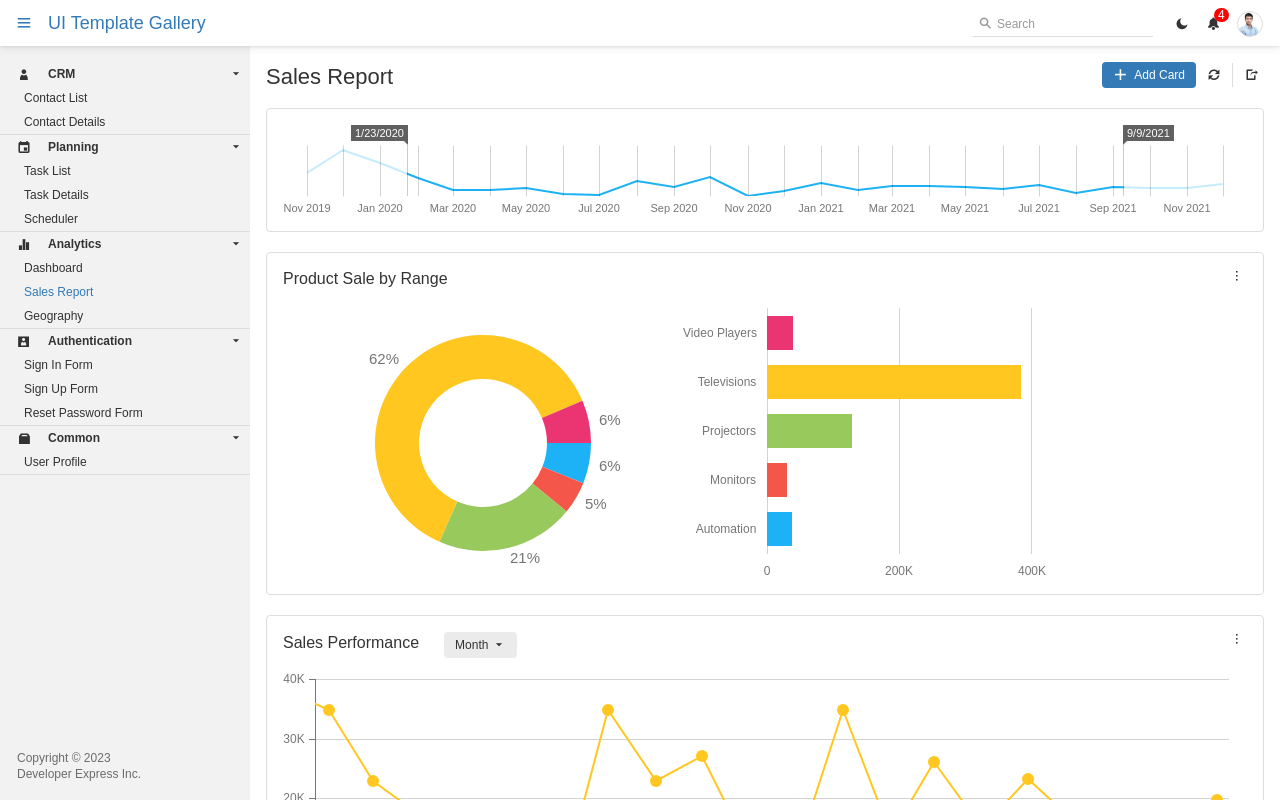 UI Template Gallery
Search
4
CRM
Contact List
Contact Details
Planning
Task List
Task Details
Scheduler
Analytics
Dashboard
Sales Report
Geography
Authentication
Sign In Form
Sign Up Form
Reset Password Form
Common
User Profile
Copyright © 2023
Developer Express Inc.
Sales Report
Add Card
1/23/2020
9/9/2021
Nov 2019
Jan 2020
Mar 2020
May 2020
Jul 2020
Sep 2020
Nov 2020
Jan 2021
Mar 2021
May 2021
Jul 2021
Sep 2021
Nov 2021
Product Sale by Range
62%
6%
6%
5%
21%
Video Players
Televisions
Projectors
Monitors
Automation
0
200K
400K
Sales Performance
Month
40K
30K
20K